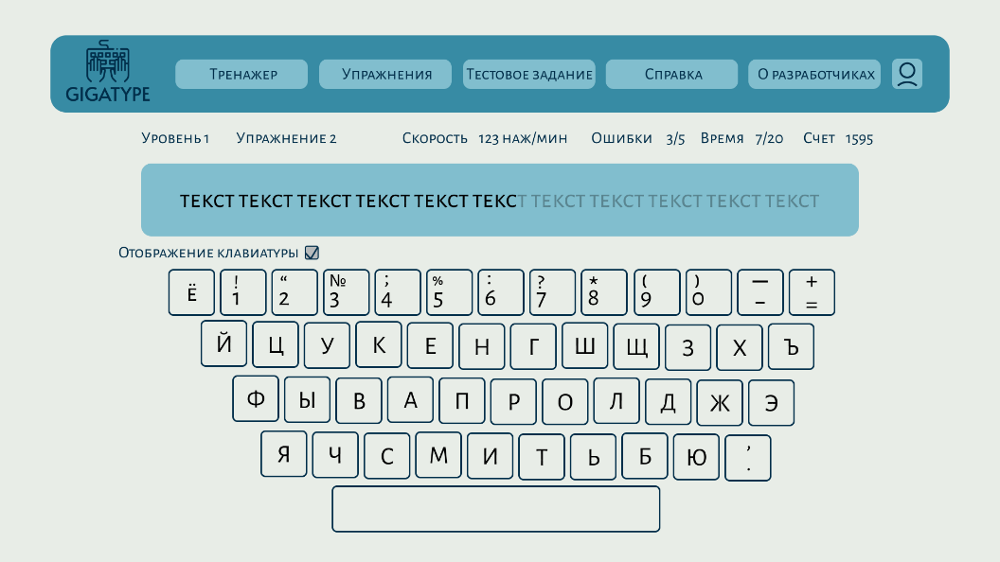 GIGATYPE
Тренажер Упражнения Тестовое задание Справка О разработчиках
Уровень 1 Упражнение 2 Скорость 123 наж/мин Ошибки 3/5 Время 7/20 Счет 1595
ТЕКСТ ТЕКСТ ТЕКСТ ТЕКСТ ТЕКСТ ТЕКСТ ТЕКСТ ТЕКСТ ТЕКСТ ТЕКСТ ТЕКСТ
Отображение клавиатуры
! “ № ; % : ? * ( ) — +
Ё 1 2 3 4 5 6 7 8 9 0 – =
Й Ц У К Е Н Г Ш Щ З Х Ъ
Ф Ы В А П Р О Л Д Ж Э
Я Ч С М И Т Ь Б Ю ,
.